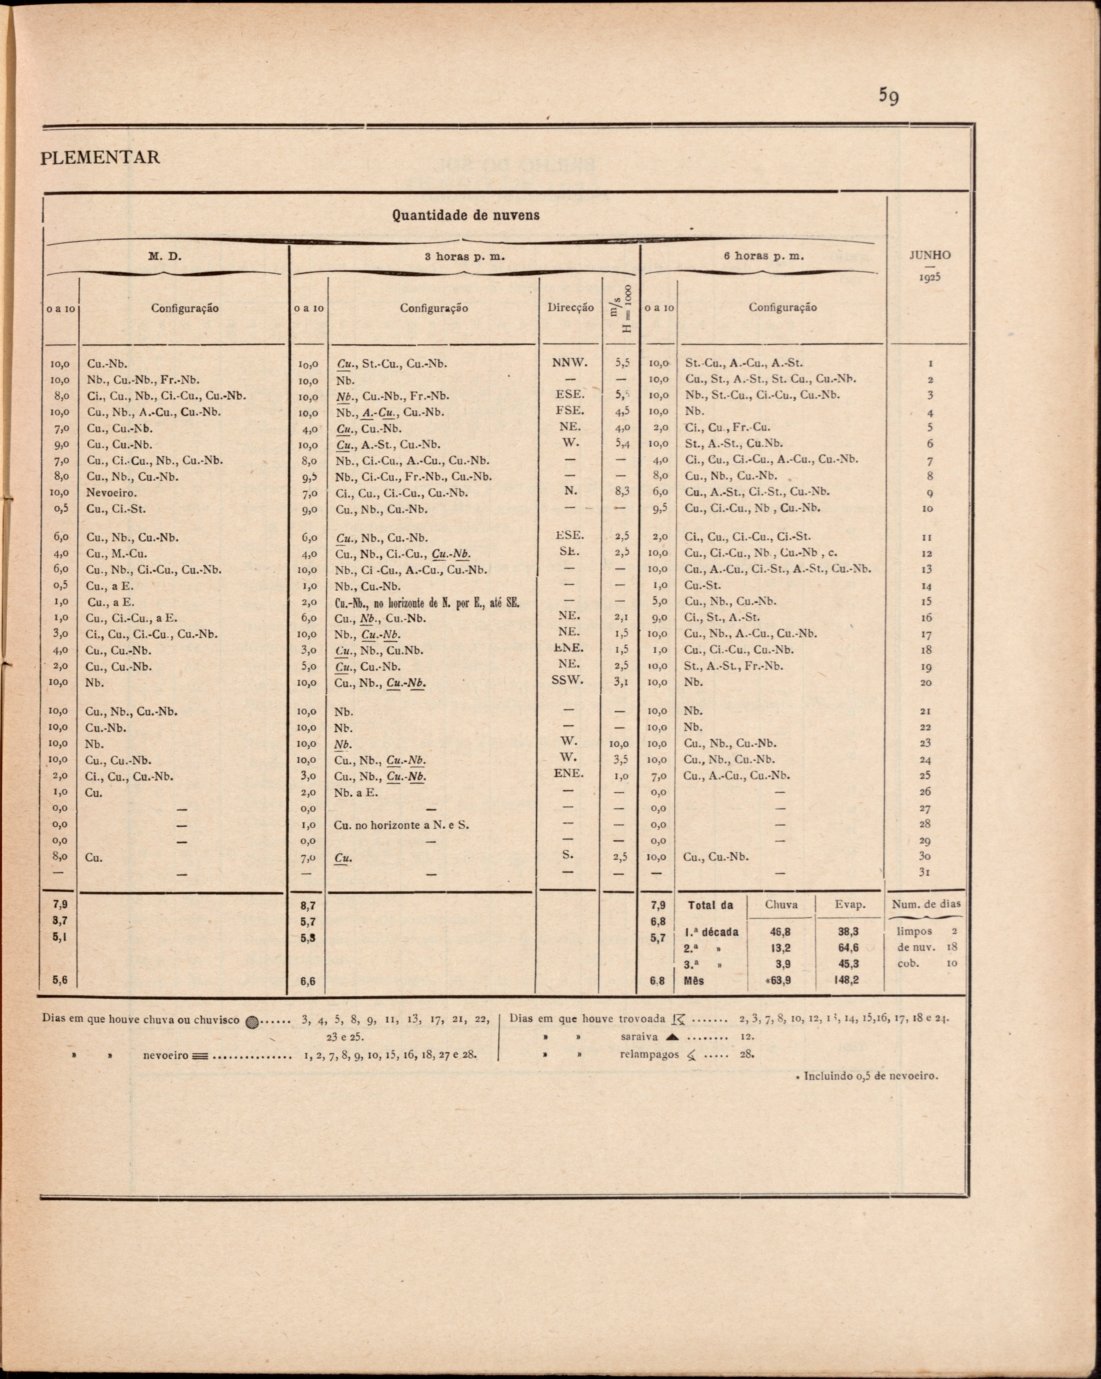 59
PLEMENTAR
Quantidade de nuvens
M. D. 3 horas p. m. 6 horas p. m. JUNHO
—
1925
0 a 10 Configuração 0 a 10 Configuração Direcção m/s H = 1000 0 a 10 Configuração
10,0 Cu.-Nb. 10,0 Cu., St.-Cu., Cu.-Nb. NNW. 5,5 10,0 St.-Cu., A.-Cu., A.-St. 1
10,0 Nb., Cu.-Nb., Fr.-Nb. 10,0 Nb. — — 10,0 Cu., St., A.-St., St. Cu., Cu.-Nb. 2
8,0 Ci., Cu., Nb., Ci.-Cu., Cu.-Nb. 10,0 Nb., Cu.-Nb., Fr.-Nb. ESE. 5,5 10,0 Nb., St.-Cu., Ci.-Cu., Cu.-Nb. 3
10,0 Cu., Nb., A.-Cu., Cu.-Nb. 10,0 Nb., A.-Cu., Cu.-Nb. ESE. 4,5 10,0 Nb. 4
7,0 Cu., Cu.-Nb. 4,0 Cu., Cu.-Nb. NE. 4,0 2,0 Ci., Cu., Fr.-Cu. 5
9,0 Cu., Cu.-Nb. 10,0 Cu., A.-St., Cu.-Nb. W. 5,4 10,0 St., A.-St., Cu.Nb. 6
7,0 Cu., Ci.-Cu., Nb., Cu.-Nb. 8,0 Nb., Ci.-Cu., A.-Cu., Cu.-Nb. — — 4,0 Ci., Cu., Ci.-Cu., A.-Cu., Cu.-Nb. 7
8,0 Cu., Nb., Cu.-Nb. 9,5 Nb., Ci.-Cu., Fr.-Nb., Cu.-Nb. — — 8,0 Cu., Nb., Cu.-Nb. 8
10,0 Nevoeiro. 7,0 Ci., Cu., Ci.-Cu., Cu.-Nb. N. 8,3 6,0 Cu., A.-St., Ci.-St., Cu.-Nb. 9
0,5 Cu., Ci.-St. 9,0 Cu., Nb., Cu.-Nb. — — 9,5 Cu., Ci.-Cu., Nb , Cu.-Nb. 10
6,0 Cu., Nb., Cu.-Nb. 6,0 Cu., Nb., Cu.-Nb. ESE. 2,5 2,0 Ci., Cu., Ci.-Cu., Ci.-St. 11
4,0 Cu., M.-Cu. 4,0 Cu., Nb., Ci.-Cu., Cu.-Nb. SE. 2,5 10,0 Cu., Ci.-Cu., Nb., Cu.-Nb , c. 12
6,0 Cu., Nb., Ci.-Cu., Cu.-Nb. 10,0 Nb., Ci -Cu., A.-Cu., Cu.-Nb. — — 10,0 Cu., A.-Cu., Ci.-St., A.-St., Cu.-Nb. 13
0,5 Cu., a E. 1,0 Nb., Cu.-Nb. — — 1,0 Cu.-St. 14
1,0 Cu., a E. 2,0 Cu.-Nb., no horizonte de N. por E., até SE. — — 5,0 Cu., Nb., Cu.-Nb. 15
1,0 Cu., Ci.-Cu., a E. 6,0 Cu., Nb., Cu.-Nb. NE. 2,1 9,0 Ci., St., A.-St. 16
3,0 Ci., Cu., Ci.-Cu., Cu.-Nb. 10,0 Nb., Cu.-Nb. NE. 1,5 10,0 Cu., Nb., A.-Cu., Cu.-Nb. 17
4,0 Cu., Cu.-Nb. 3,0 Cu., Nb., Cu.Nb. ENE. 1,5 1,0 Cu., Ci.-Cu., Cu.-Nb. 18
2,0 Cu., Cu.-Nb. 5,0 Cu., Cu.-Nb. NE. 2,5 10,0 St., A.-St., Fr.-Nb. 19
10,0 Nb. 10,0 Cu., Nb., Cu.-Nb. SSW. 3,1 10,0 Nb. 20
10,0 Cu., Nb., Cu.-Nb. 10,0 Nb. — — 10,0 Nb. 21
10,0 Cu.-Nb. 10,0 Nb. — — 10,0 Nb. 22
10,0 Nb. 10,0 Nb. W. 10,0 10,0 Cu., Nb., Cu.-Nb. 23
10,0 Cu., Cu.-Nb. 10,0 Cu., Nb., Cu.-Nb. W. 3,5 10,0 Cu., Nb., Cu.-Nb. 24
2,0 Ci., Cu., Cu.-Nb. 3,0 Cu., Nb., Cu.-Nb. ENE. 1,0 7,0 Cu., A.-Cu., Cu.-Nb. 25
1,0 Cu. 2,0 Nb. a E. — — 0,0 — 26
0,0 — 0,0 — — — 0,0 — 27
0,0 — 1,0 Cu. no horizonte a N. e S. — — 0,0 — 28
0,0 — 0,0 — — — 0,0 — 29
8,0 Cu. 7,0 Cu. S. 2,5 10,0 Cu., Cu.-Nb. 30
— — — — — — — — 31
7,9 8,7 7,9 Total da Chuva Evap. Num. de dias
3,7 5,7 6,8
5,1 5,3 5,7 1.ª década 46,8 38,3 limpos 2
2.ª » 13,2 64,6 de nuv. 18
3.ª » 3,9 45,3 cob. 10
5,6 6,6 6,8 Mês *63,9 148,2
Dias em que houve chuva ou chuvisco ...... 3, 4, 5, 8, 9, 11, 13, 17, 21, 22,
23 e 25.
» » nevoeiro ............... 1, 2, 7, 8, 9, 10, 15, 16, 18, 27 e 28.
Dias em que houve trovoada ....... 2, 3, 7, 8, 10, 12, 13, 14, 15, 16, 17, 18 e 24.
» » saraiva ........ 12.
» » relampagos ..... 28.
* Incluindo 0,5 de nevoeiro.